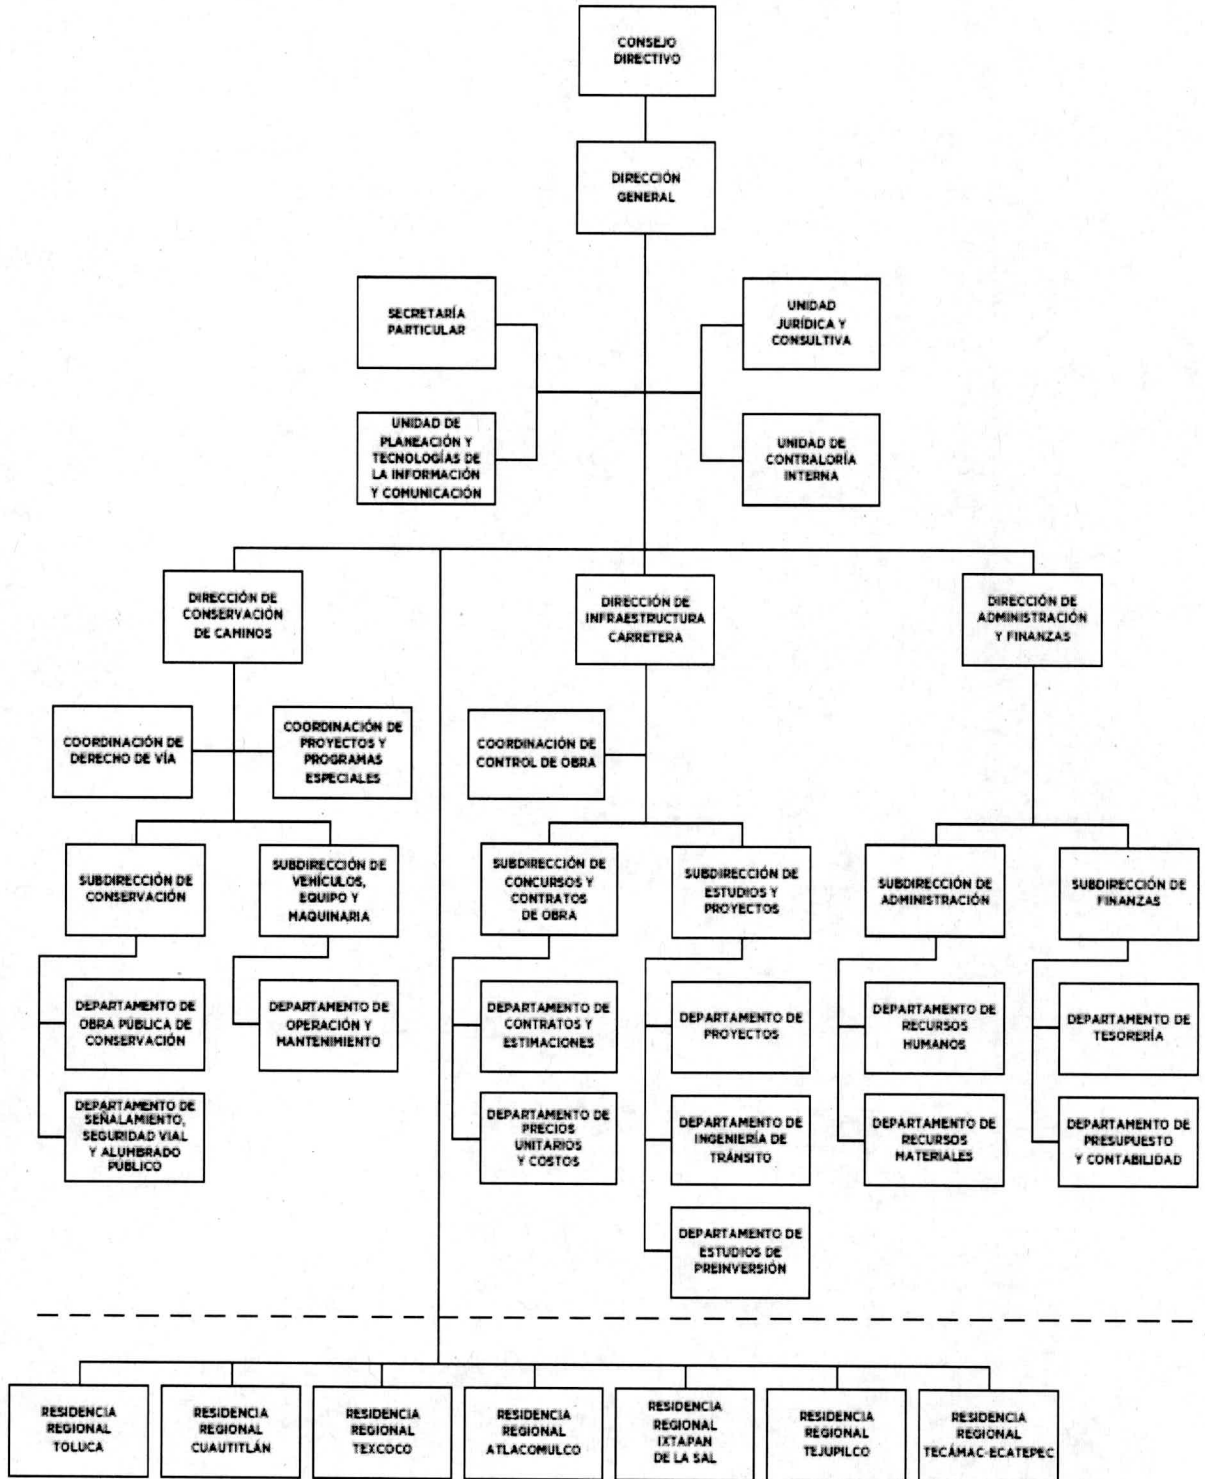 CONSEJO
DIRECTIVO
DIRECCIÓN
GENERAL
SECRETARÍA
PARTICULAR
UNIDAD
JURÍDICA Y
CONSULTIVA
UNIDAD DE
PLANEACIÓN Y
TECNOLOGÍAS DE
LA INFORMACIÓN
Y COMUNICACIÓN
UNIDAD DE
CONTRALORÍA
INTERNA
DIRECCIÓN DE
CONSERVACIÓN
DE CAMINOS
DIRECCIÓN DE
INFRAESTRUCTURA
CARRETERA
DIRECCIÓN DE
ADMINISTRACIÓN
Y FINANZAS
COORDINACIÓN DE
DERECHO DE VÍA
COORDINACIÓN DE
PROYECTOS Y
PROGRAMAS
ESPECIALES
COORDINACIÓN DE
CONTROL DE OBRA
SUBDIRECCIÓN DE
CONSERVACIÓN
SUBDIRECCIÓN DE
VEHÍCULOS,
EQUIPO Y
MAQUINARIA
SUBDIRECCIÓN DE
CONCURSOS Y
CONTRATOS
DE OBRA
SUBDIRECCIÓN DE
ESTUDIOS Y
PROYECTOS
SUBDIRECCIÓN DE
ADMINISTRACIÓN
SUBDIRECCIÓN DE
FINANZAS
DEPARTAMENTO DE
OBRA PÚBLICA DE
CONSERVACIÓN
DEPARTAMENTO DE
OPERACIÓN Y
MANTENIMIENTO
DEPARTAMENTO DE
CONTRATOS Y
ESTIMACIONES
DEPARTAMENTO DE
PROYECTOS
DEPARTAMENTO DE
RECURSOS
HUMANOS
DEPARTAMENTO DE
TESORERÍA
DEPARTAMENTO DE
SEÑALAMIENTO,
SEGURIDAD VIAL
Y ALUMBRADO
PÚBLICO
DEPARTAMENTO DE
PRECIOS
UNITARIOS
Y COSTOS
DEPARTAMENTO DE
INGENIERÍA DE
TRÁNSITO
DEPARTAMENTO DE
RECURSOS
MATERIALES
DEPARTAMENTO DE
PRESUPUESTO
Y CONTABILIDAD
DEPARTAMENTO DE
ESTUDIOS DE
PREINVERSIÓN
RESIDENCIA
REGIONAL
TOLUCA
RESIDENCIA
REGIONAL
CUAUTITLÁN
RESIDENCIA
REGIONAL
TEXCOCO
RESIDENCIA
REGIONAL
ATLACOMULCO
RESIDENCIA
REGIONAL
IXTAPAN
DE LA SAL
RESIDENCIA
REGIONAL
TEJUPILCO
RESIDENCIA
REGIONAL
TECÁMAC-ECATEPEC